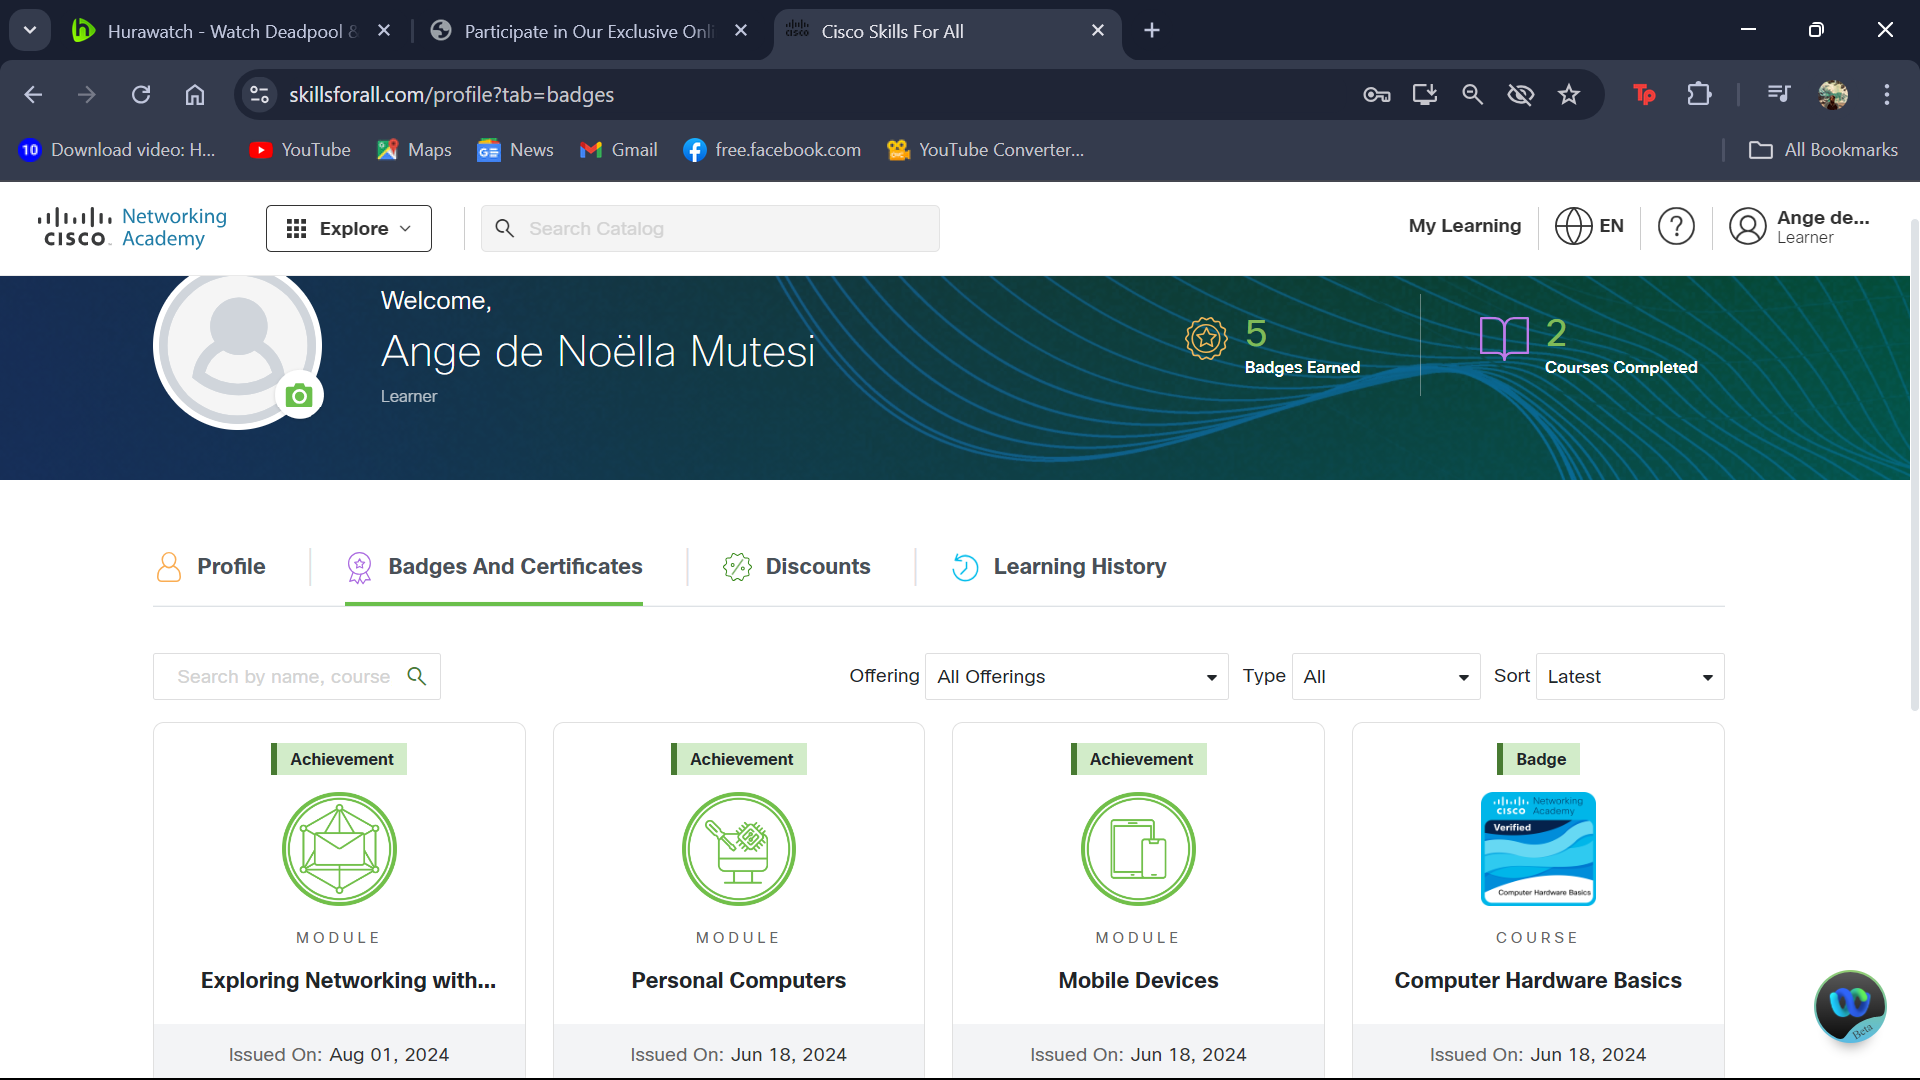 Hurawatch - Watch Deadpool &
Participate in Our Exclusive Onli
Cisco Skills For All
skillsforall.com/profile?tab=badges
Tp
10 Download video: H...
YouTube
Maps
News
Gmail
free.facebook.com
YouTube Converter...
All Bookmarks
CISCO Networking Academy
Explore
Search Catalog
My Learning
EN
?
Ange de...
Learner
Welcome,
Ange de Noëlla Mutesi
Learner
5
Badges Earned
2
Courses Completed
Profile
Badges And Certificates
Discounts
Learning History
Search by name, course
Offering
All Offerings
Type
All
Sort
Latest
Achievement
MODULE
Exploring Networking with...
Issued On: Aug 01, 2024
Achievement
MODULE
Personal Computers
Issued On: Jun 18, 2024
Achievement
MODULE
Mobile Devices
Issued On: Jun 18, 2024
Badge
CISCO Networking Academy
Verified
Computer Hardware Basics
COURSE
Computer Hardware Basics
Issued On: Jun 18, 2024
Beta